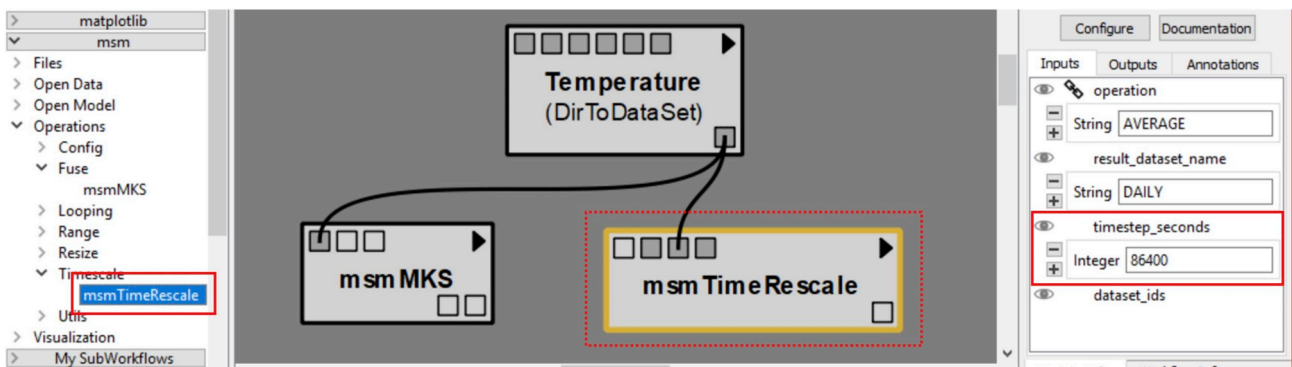 matplotlib
msm
Files
Open Data
Open Model
Operations
Config
Fuse
msmMKS
Looping
Range
Resize
Timescale
msmTimeRescale
Utils
Visualization
My SubWorkflows
Temperature
(DirToDataSet)
msmMKS
msmTimeRescale
Configure Documentation
Inputs Outputs Annotations
operation
String AVERAGE
result_dataset_name
String DAILY
timestep_seconds
Integer 86400
dataset_ids